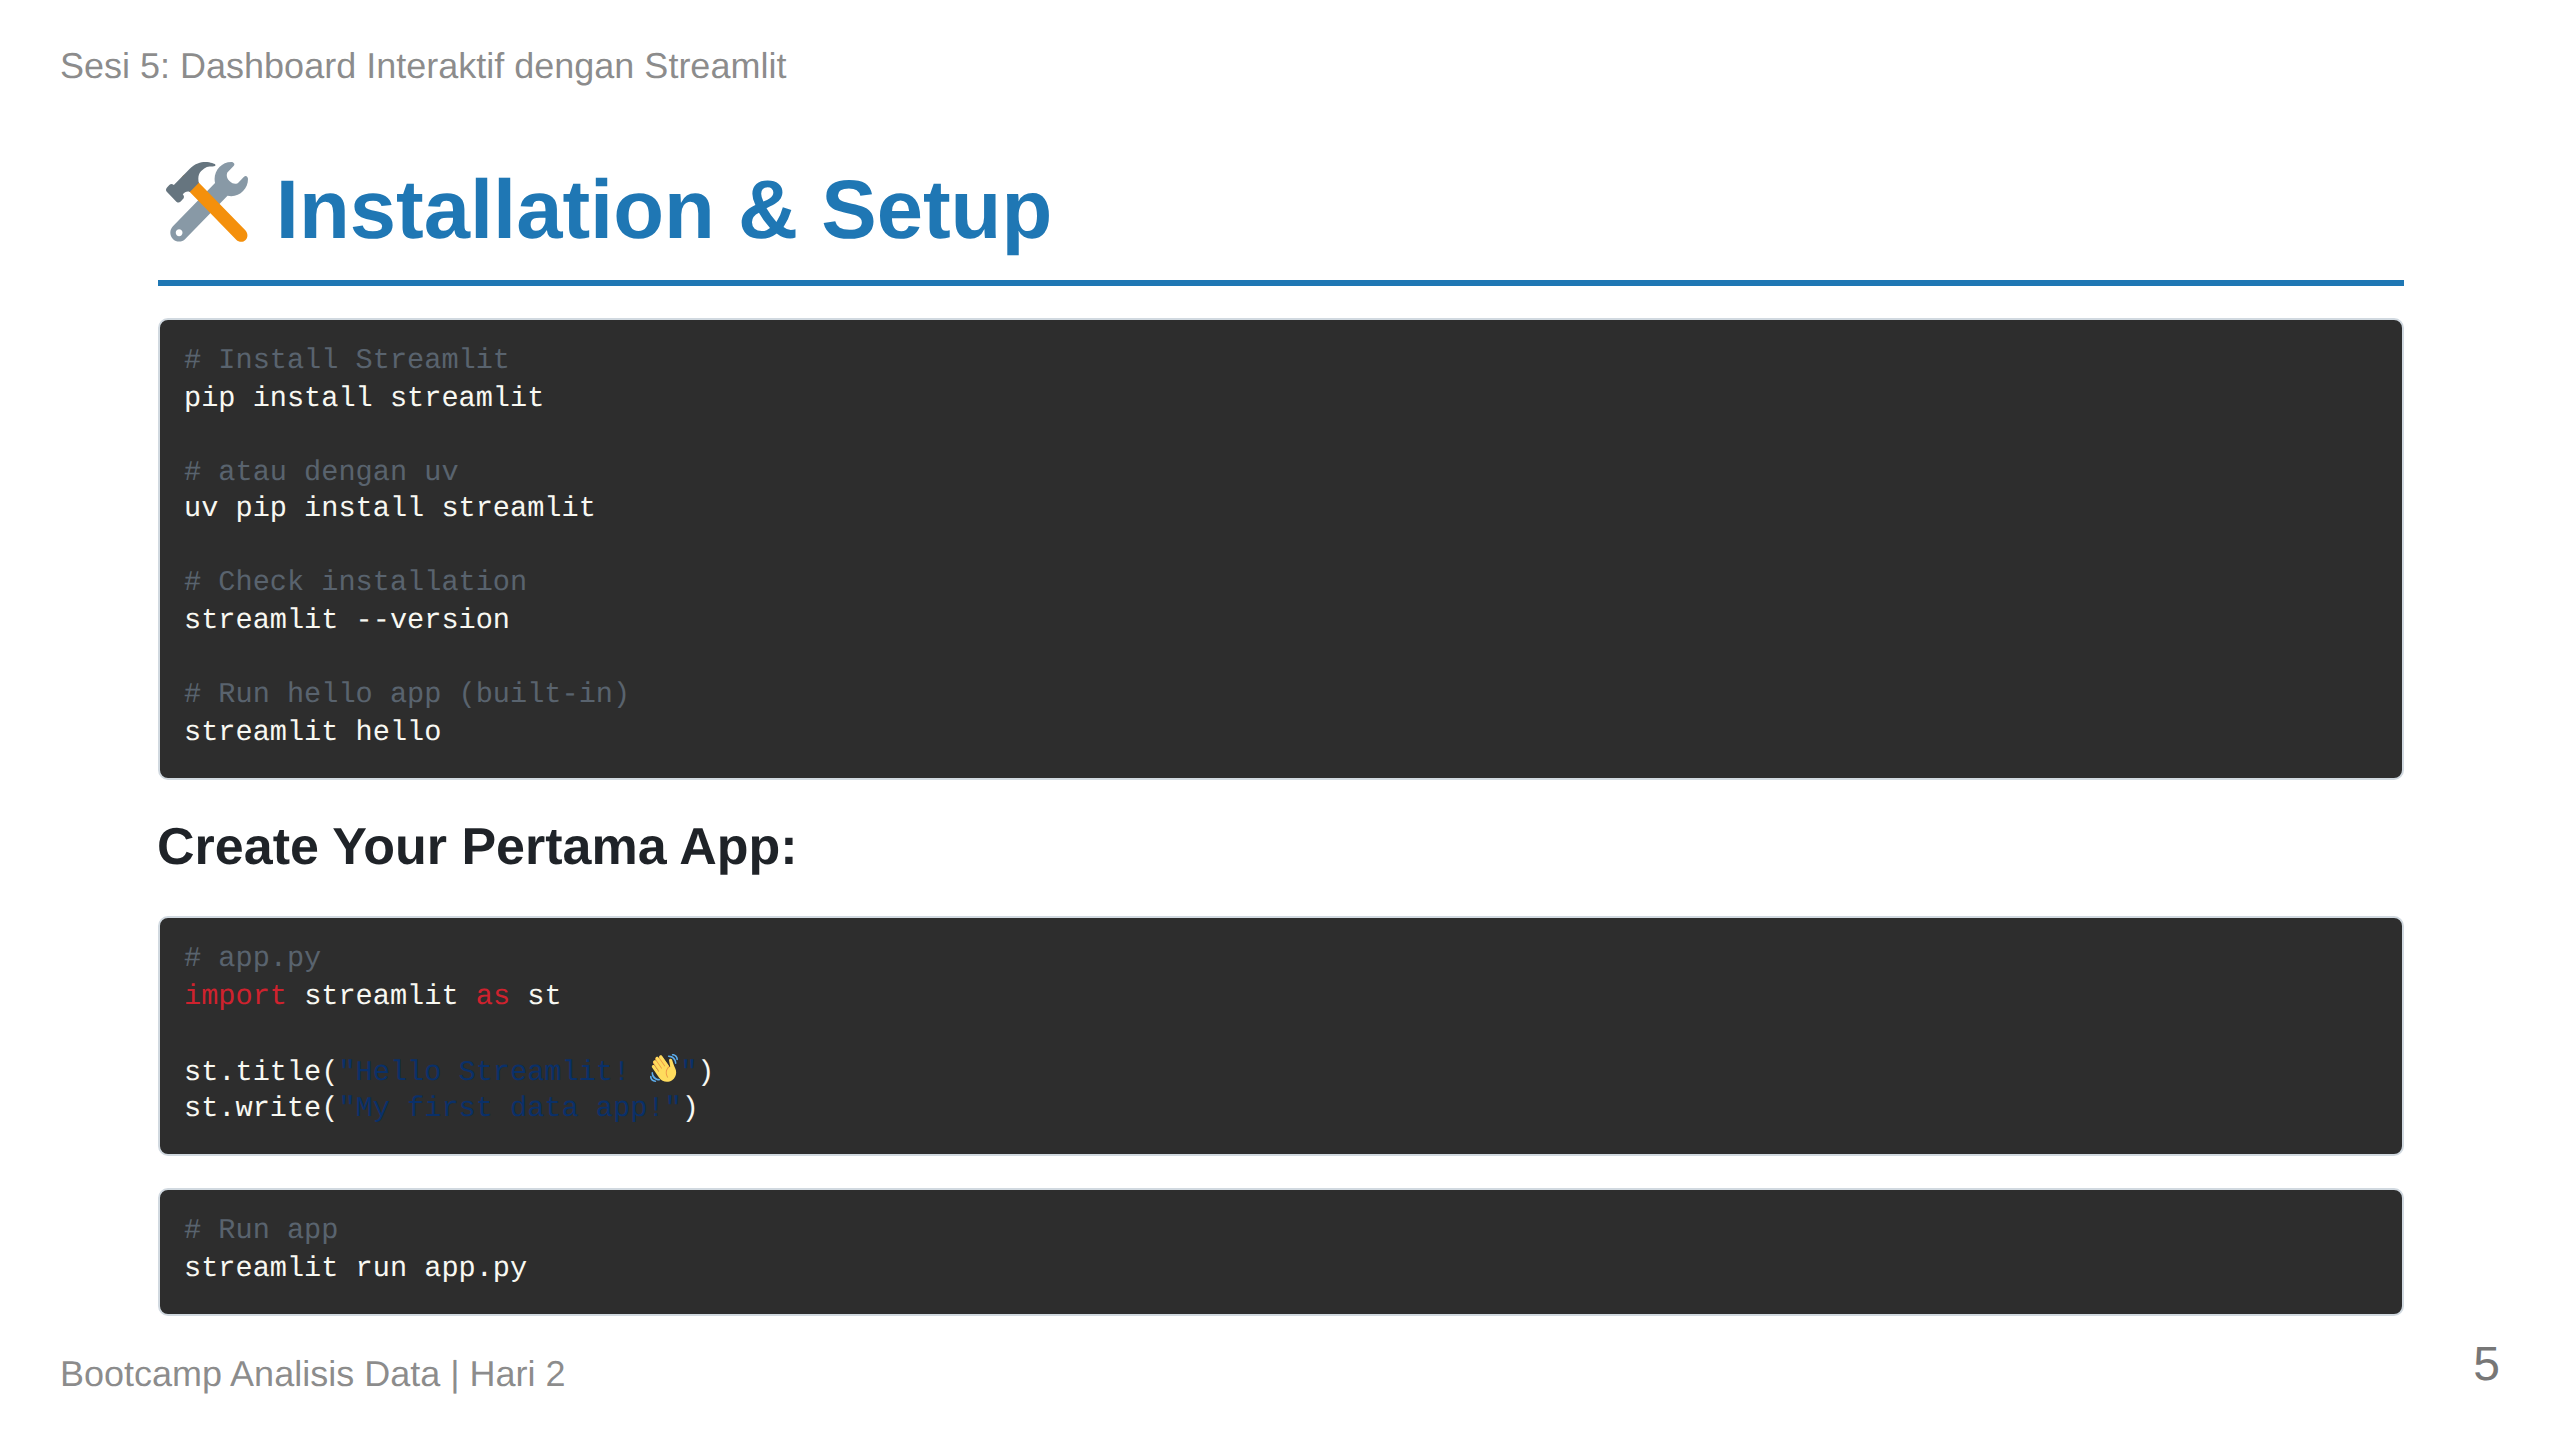 Sesi 5: Dashboard Interaktif dengan Streamlit
🛠 Installation & Setup
# Install Streamlit
pip install streamlit
# atau dengan uv
uv pip install streamlit
# Check installation
streamlit --version
# Run hello app (built-in)
streamlit hello
Create Your Pertama App:
# app.py
import streamlit as st
st.title("Hello Streamlit! 👋")
st.write("My first data app!")
# Run app
streamlit run app.py
Bootcamp Analisis Data | Hari 2
5